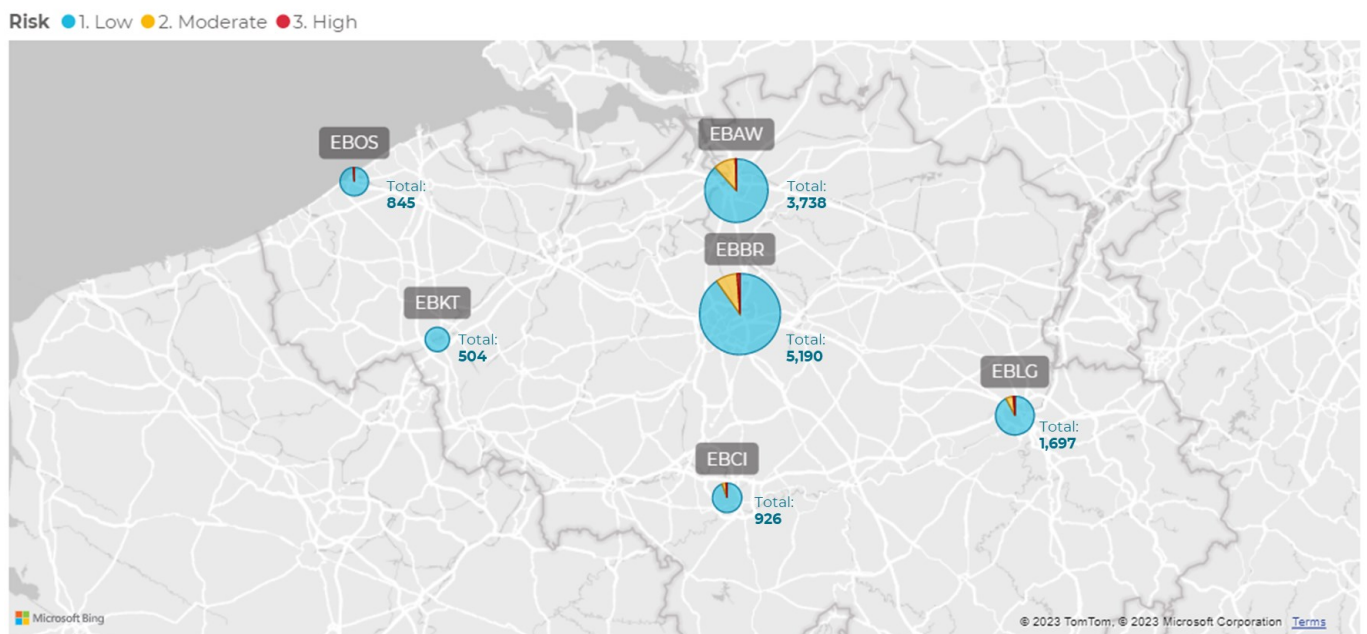 Risk 1. Low 2. Moderate 3. High
EBOS
Total:
845
EBAW
Total:
3,738
EBBR
Total:
5,190
EBKT
Total:
504
EBLG
Total:
1,697
EBCI
Total:
926
Microsoft Bing
© 2023 TomTom, © 2023 Microsoft Corporation Terms